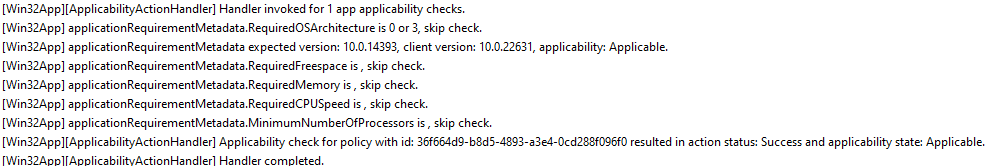 [Win32App][ApplicabilityActionHandler] Handler invoked for 1 app applicability checks.
[Win32App] applicationRequirementMetadata.RequiredOSArchitecture is 0 or 3, skip check.
[Win32App] applicationRequirementMetadata expected version: 10.0.14393, client version: 10.0.22631, applicability: Applicable.
[Win32App] applicationRequirementMetadata.RequiredFreespace is , skip check.
[Win32App] applicationRequirementMetadata.RequiredMemory is , skip check.
[Win32App] applicationRequirementMetadata.RequiredCPUSpeed is , skip check.
[Win32App] applicationRequirementMetadata.MinimumNumberOfProcessors is , skip check.
[Win32App][ApplicabilityActionHandler] Applicability check for policy with id: 36f664d9-b8d5-4893-a3e4-0cd288f096f0 resulted in action status: Success and applicability state: Applicable.
[Win32App][ApplicabilityActionHandler] Handler completed.